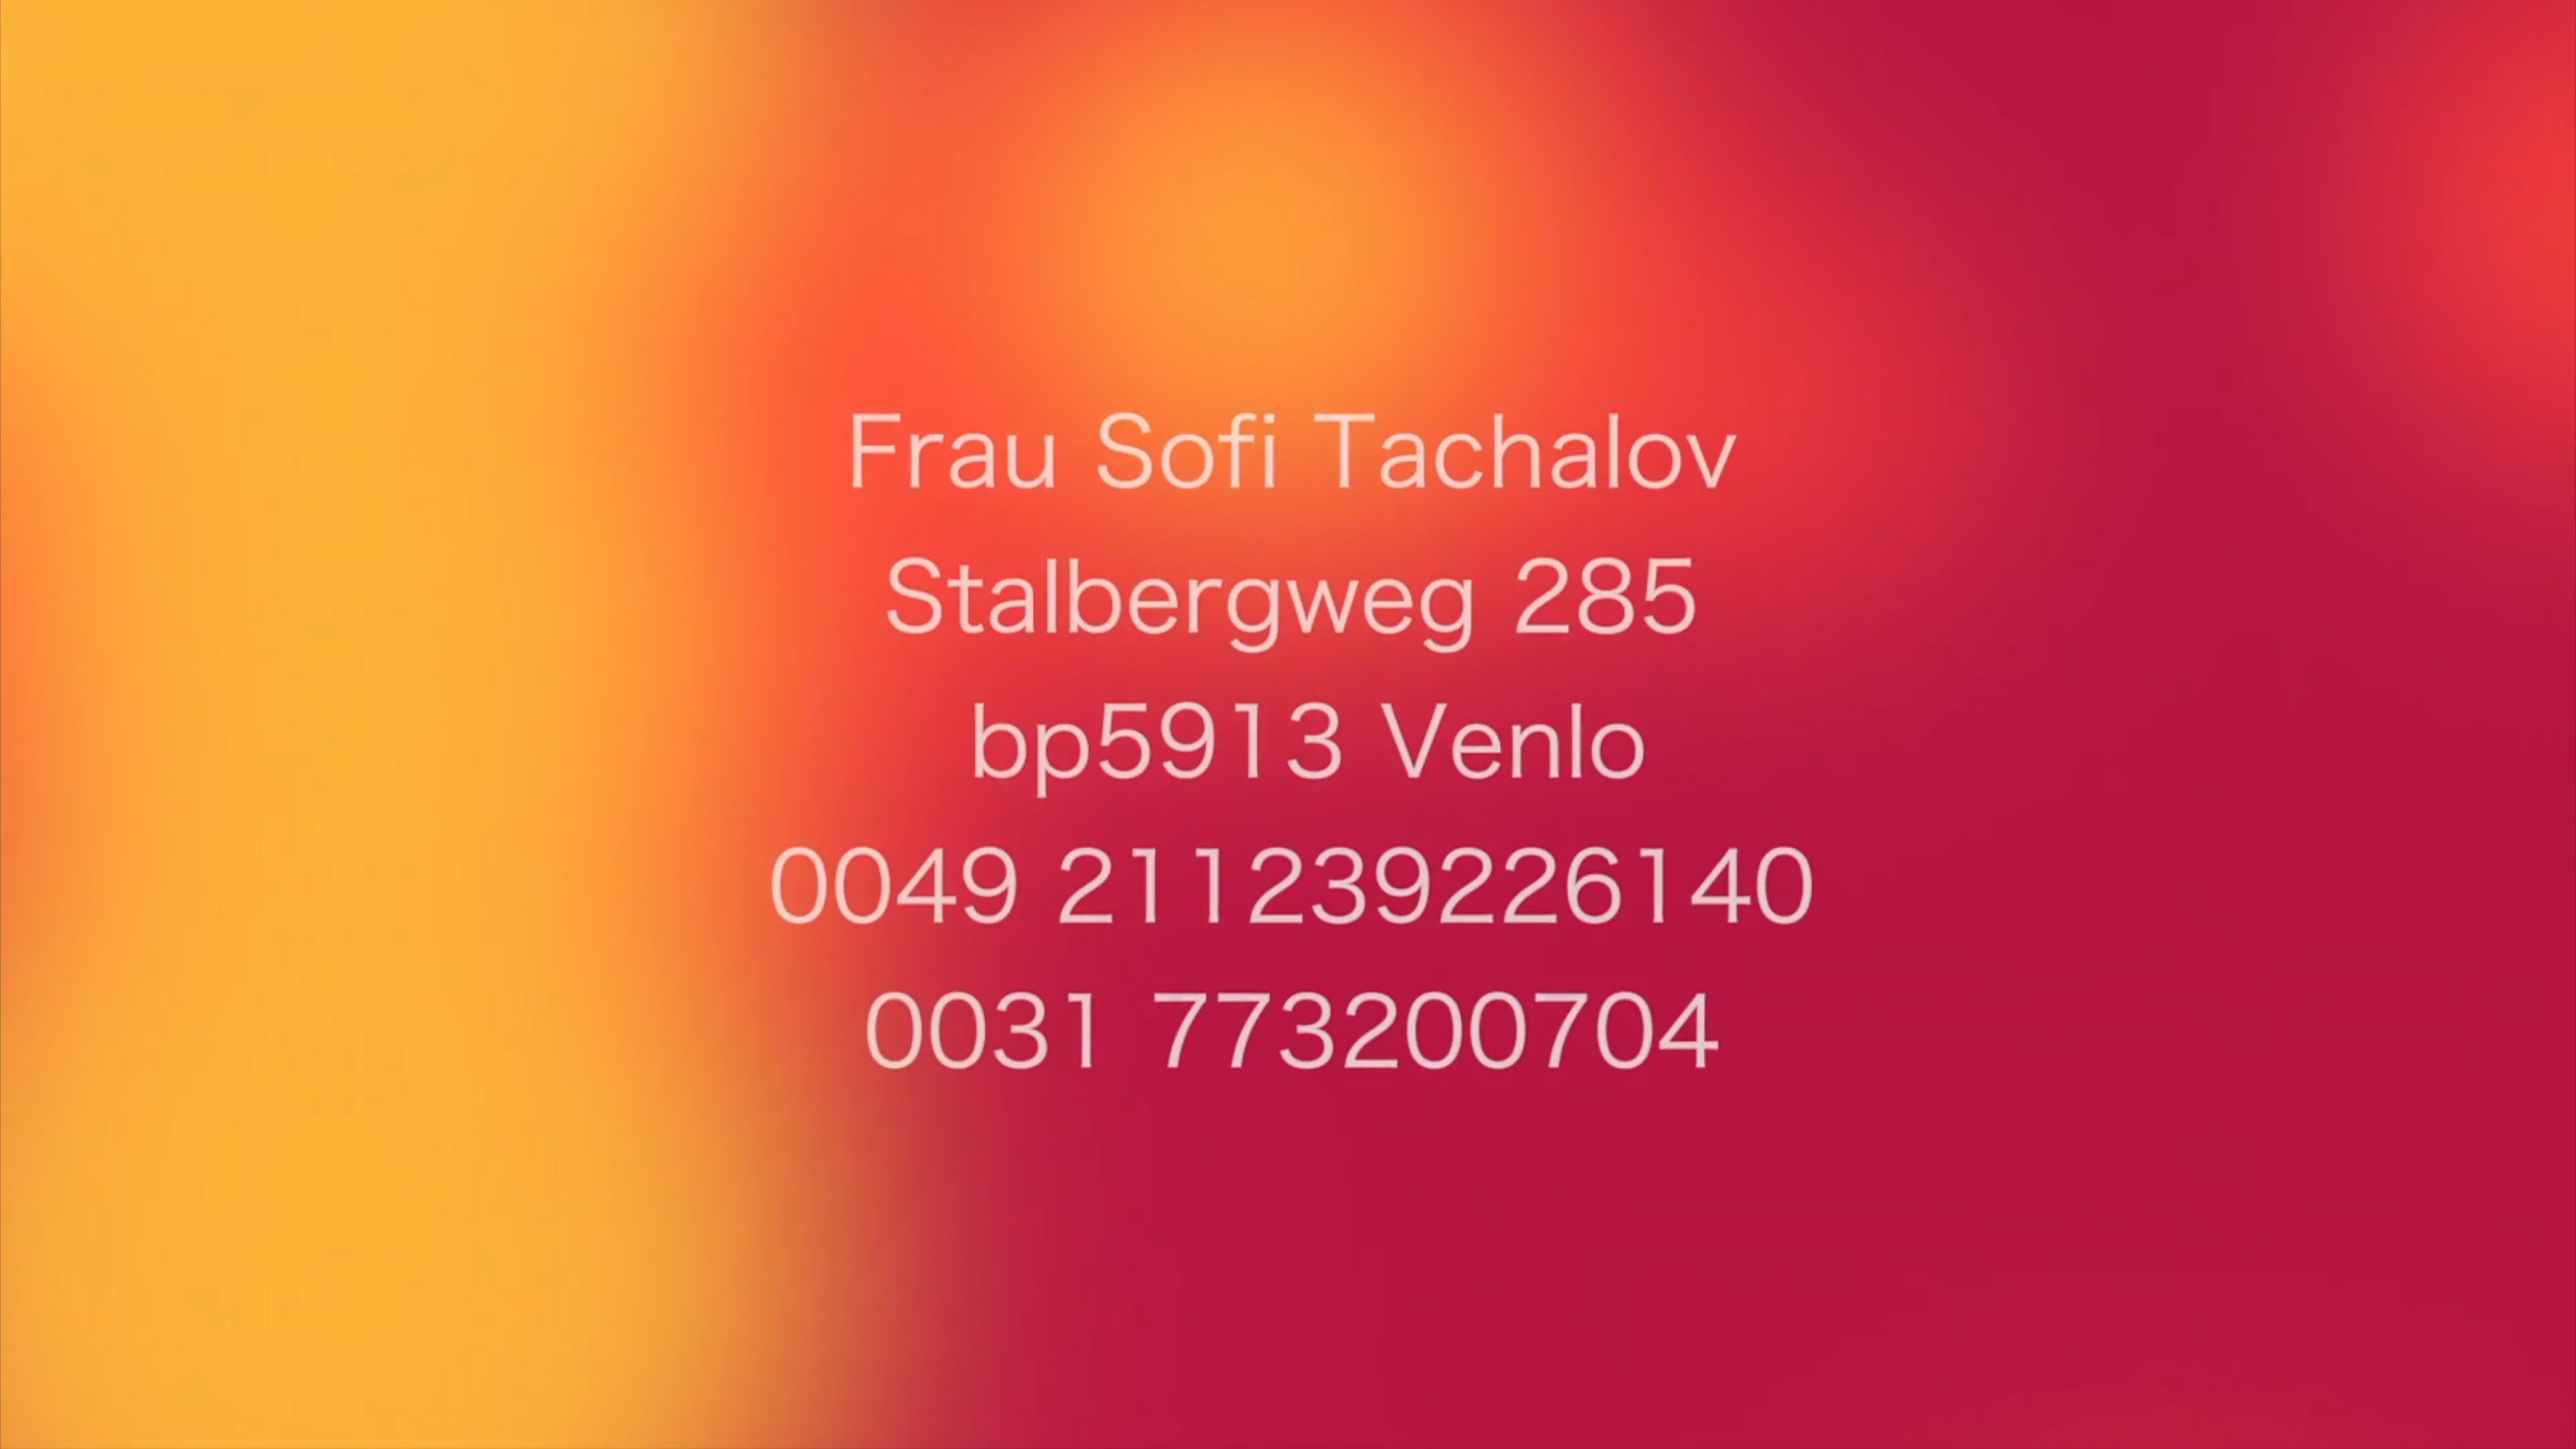 Frau Sofi Tachalov
Stalbergweg 285
bp5913 Venlo
0049 211239226140
0031 773200704